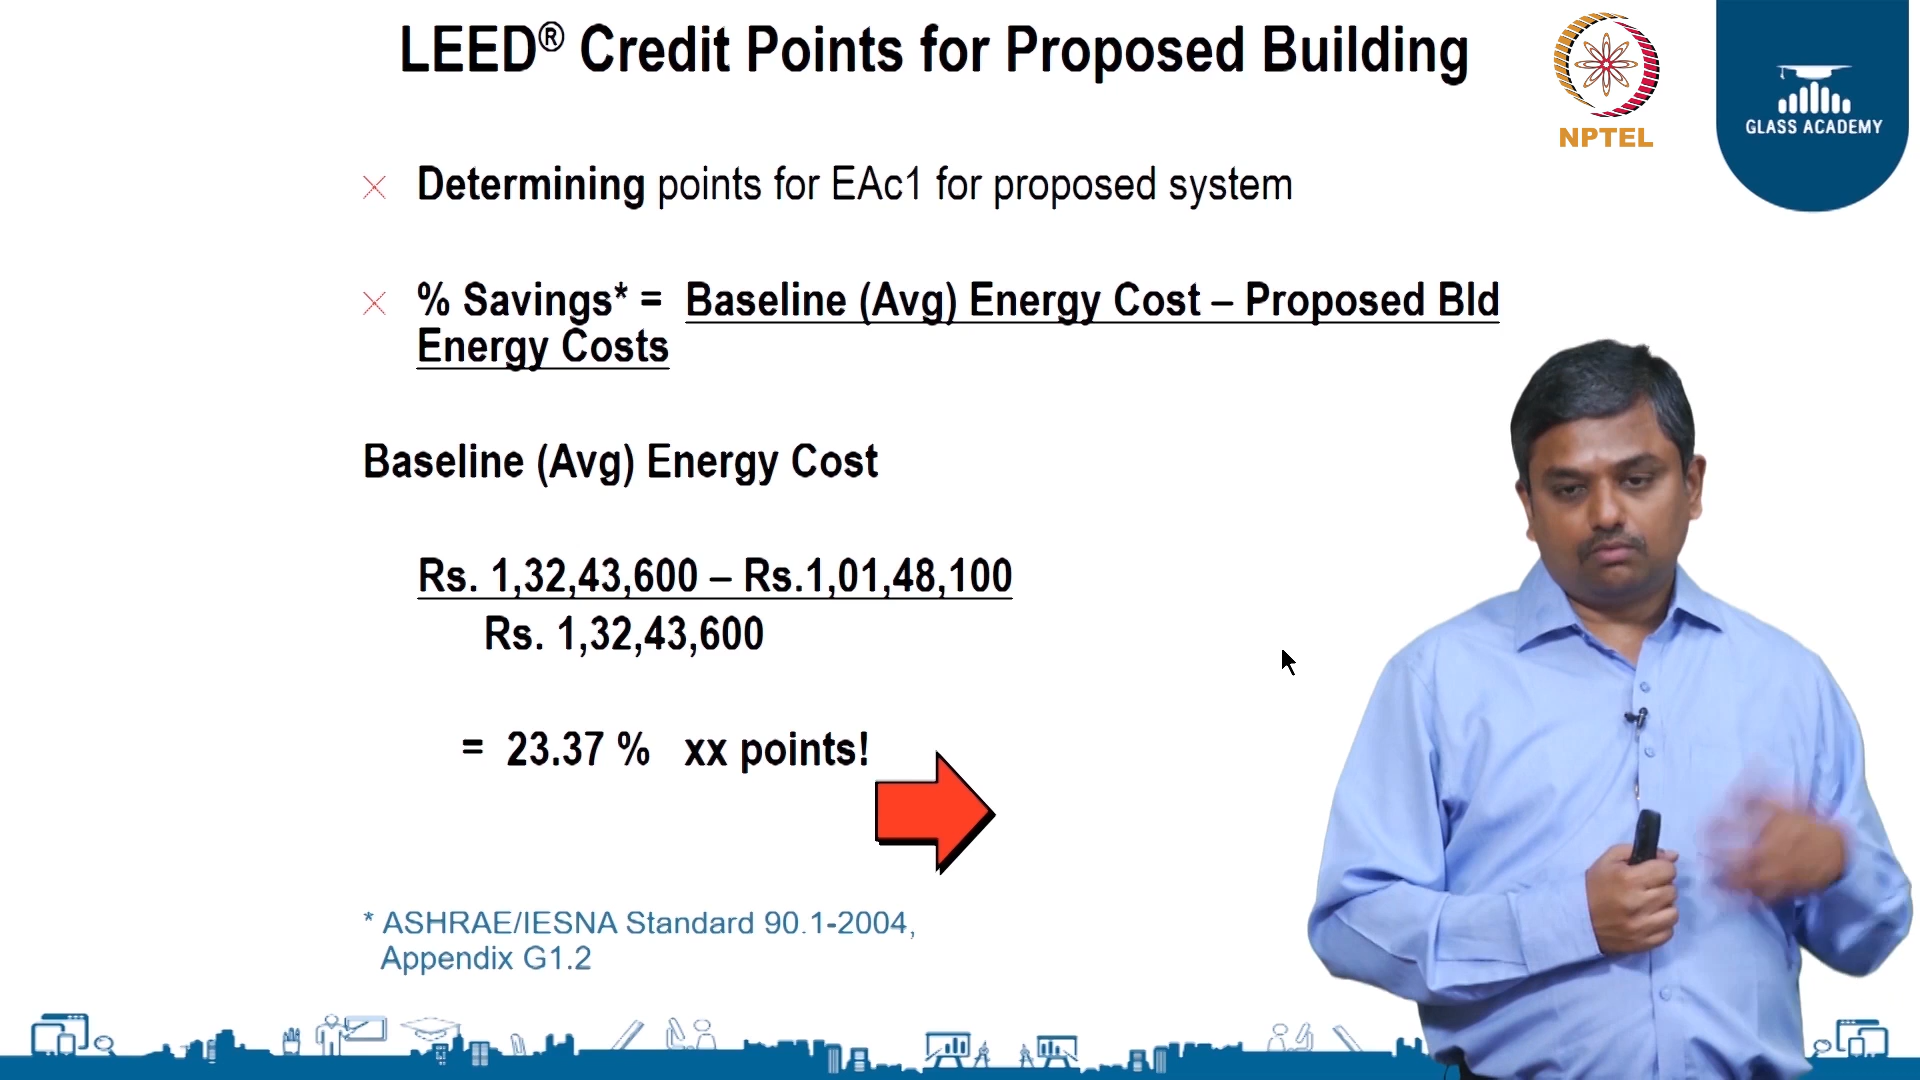 LEED® Credit Points for Proposed Building
NPTEL
GLASS ACADEMY
Determining points for EAc1 for proposed system
% Savings* = Baseline (Avg) Energy Cost – Proposed Bld
Energy Costs
Baseline (Avg) Energy Cost
Rs. 1,32,43,600 – Rs.1,01,48,100
Rs. 1,32,43,600
= 23.37 % xx points!
* ASHRAE/IESNA Standard 90.1-2004,
Appendix G1.2